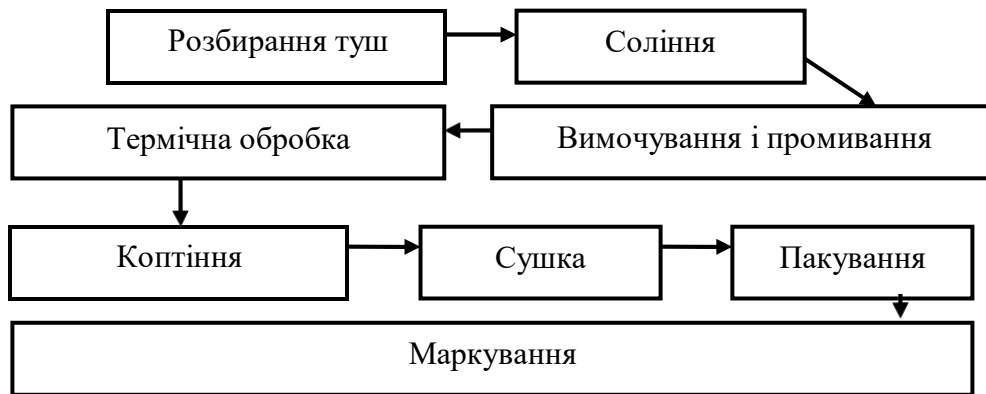 Розбирання туш
Соління
Термічна обробка
Вимочування і промивання
Коптіння
Сушка
Пакування
Маркування